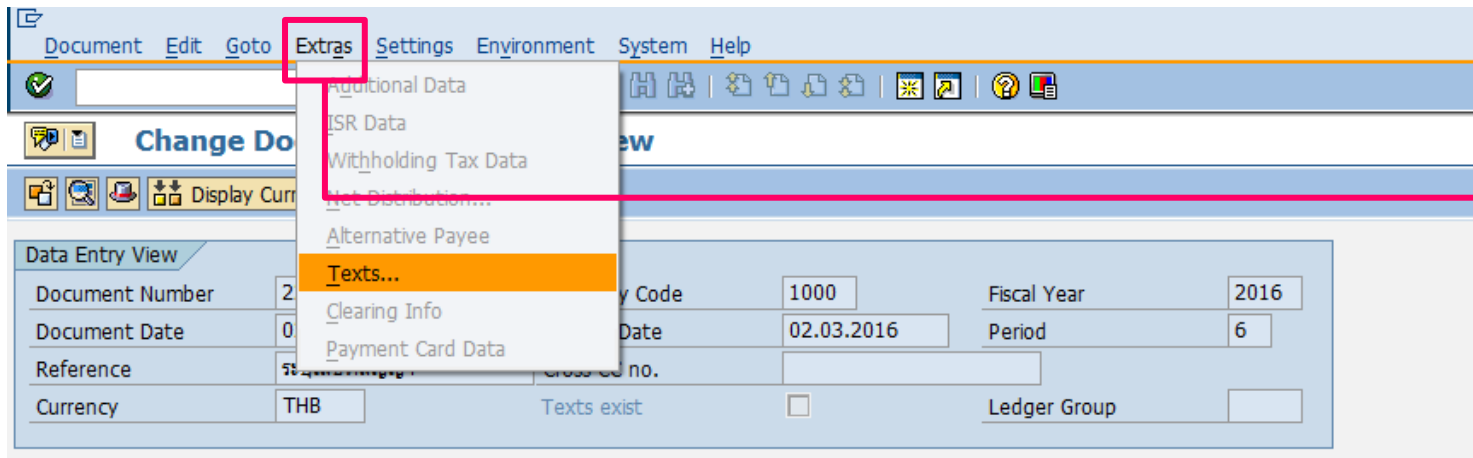 Document Edit Goto Extras Settings Environment System Help
Additional Data
ISR Data
Withholding Tax Data
Net Distribution...
Alternative Payee
Texts...
Clearing Info
Payment Card Data
Change Do ew
Display Curr
Data Entry View
Document Number 2 y Code 1000 Fiscal Year 2016
Document Date 0 Date 02.03.2016 Period 6
Reference Cross CC no.
Currency THB Texts exist Ledger Group